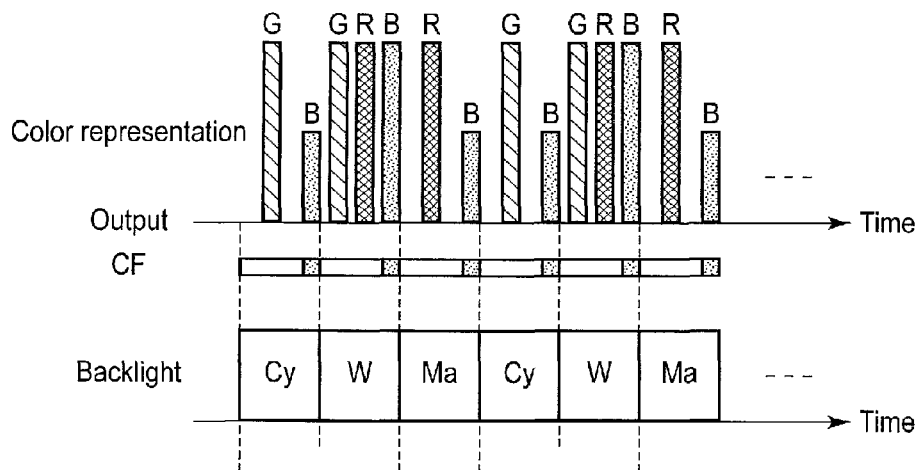 G G R B R G G R B R
B B B B
Color representation
Output
Time
CF
Backlight
Cy W Ma Cy W Ma
Time